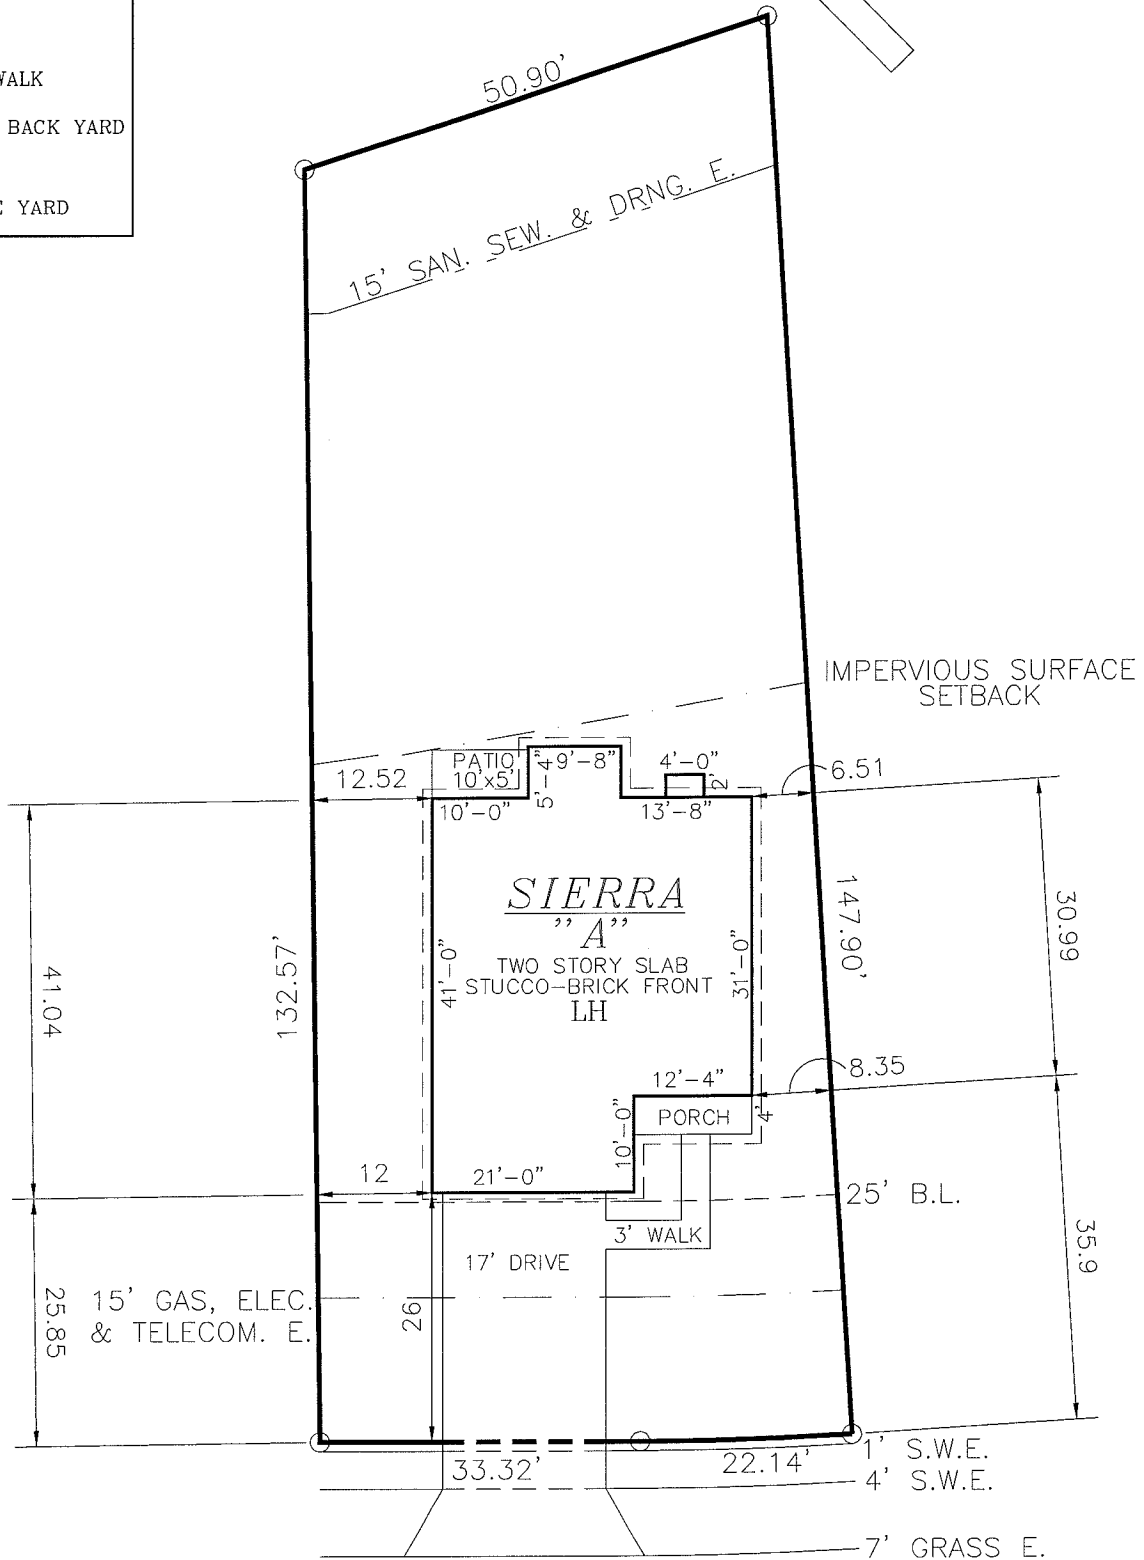 WALK
BACK YARD
YARD
50.90'
15' SAN. SEW. & DRNG. E.
IMPERVIOUS SURFACE
SETBACK
PATIO
10'x5'
9'-8"
5'-4"
4'-0"
2'
12.52
10'-0"
13'-8"
6.51
SIERRA
"A"
TWO STORY SLAB
STUCCO-BRICK FRONT
LH
41'-0"
31'-0"
147.90'
30.99
132.57'
41.04
12'-4"
8.35
10'-0"
PORCH
4'
12
21'-0"
25' B.L.
3' WALK
17' DRIVE
35.9
25.85
15' GAS, ELEC.
& TELECOM. E.
26
33.32'
22.14'
1' S.W.E.
4' S.W.E.
7' GRASS E.